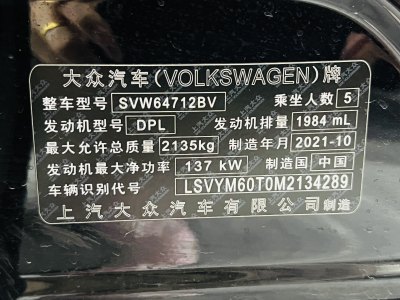 大众汽车(VOLKSWAGEN)牌
整车型号 SVW64712BV 乘坐人数 5
发动机型号 DPL 发动机排量 1984 mL
最大允许总质量 2135kg 制造年月 2021-10
发动机最大净功率 137 kW 制造国 中国
车辆识别代号 LSVYM60T0M2134289
上汽大众汽车有限公司 制造